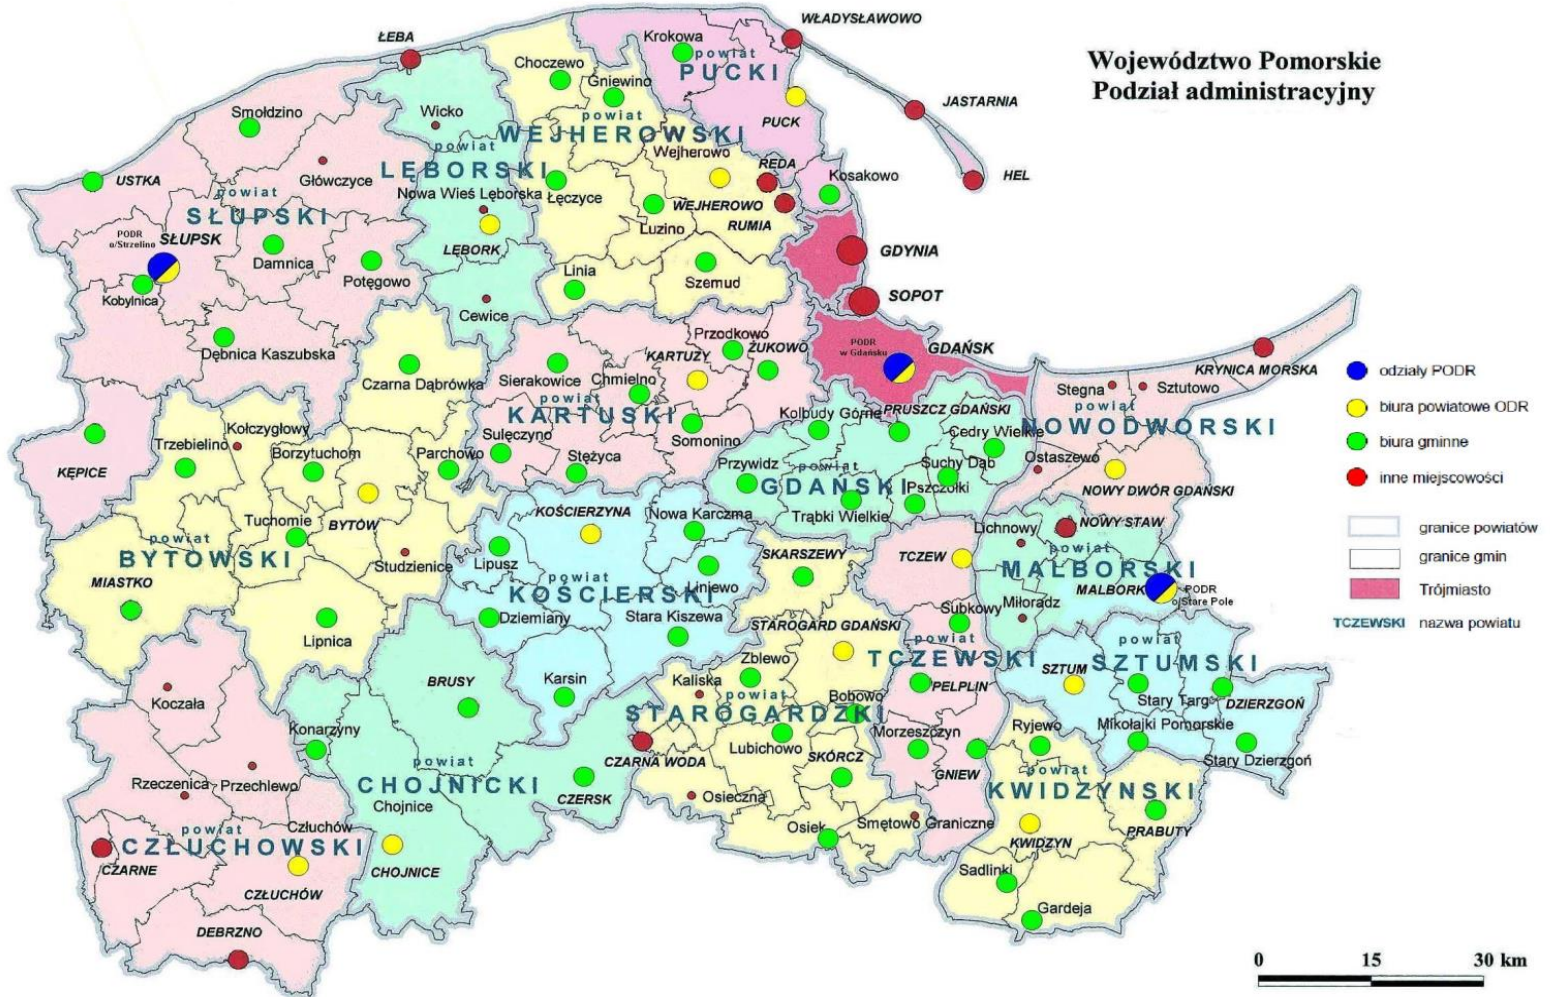 Województwo Pomorskie
Podział administracyjny
WŁADYSŁAWOWO
ŁEBA
Krokowa
powiat
PUCKI
Choczewo
Gniewino
PUCK
JASTARNIA
HEL
Smołdzino
Wicko
powiat
WEJHEROWSKI
Wejherowo
REDA
Kosakowo
powiat
LĘBORSKI
Główczyce
USTKA
powiat
SŁUPSKI
Nowa Wieś Lęborska
Łęczyce
WEJHEROWO
Luzino
RUMIA
PODR
o/Strzelino
SŁUPSK
Damnica
LĘBORK
GDYNIA
Potęgowo
Linia
Szemud
Kobylnica
SOPOT
Cewice
Przodkowo
Dębnica Kaszubska
KARTUZY
ŻUKOWO
PODR
w Gdańsku
GDAŃSK
KRYNICA MORSKA
Czarna Dąbrówka
Sierakowice
Chmielno
Stegna
Sztutowo
powiat
KARTUSKI
Kolbudy Górne
PRUSZCZ GDAŃSKI
powiat
NOWODWORSKI
Kołczygłowy
Trzebielino
Sulęczyno
Somonino
Cedry Wielkie
Borzytuchom
Parchowo
Stężyca
Przywidz
powiat
GDAŃSKI
Suchy Dąb
Ostaszewo
KĘPICE
Pszczółki
NOWY DWÓR GDAŃSKI
Tuchomie
BYTÓW
KOŚCIERZYNA
Nowa Karczma
Trąbki Wielkie
Lichnowy
NOWY STAW
powiat
BYTOWSKI
Studzienice
Lipusz
SKARSZEWY
TCZEW
powiat
MALBORSKI
MIASTKO
powiat
KOŚCIERSKI
Liniewo
MALBORK
PODR
o/Stare Pole
Miłoradz
Subkowy
Dziemiany
Stara Kiszewa
STAROGARD GDAŃSKI
Lipnica
powiat
TCZEWSKI
powiat
SZTUMSKI
SZTUM
Zblewo
Kaliska
BRUSY
Karsin
PELPLIN
Stary Targ
DZIERZGOŃ
Koczała
powiat
STAROGARDZKI
Bobowo
Mikołajki Pomorskie
Konarzyny
Morzeszczyn
Ryjewo
Lubichowo
SKÓRCZ
CZARNA WODA
Stary Dzierzgoń
powiat
CHOJNICKI
GNIEW
powiat
KWIDZYNSKI
Rzeczenica
Przechlewo
CZERSK
Osieczna
Chojnice
Człuchów
Osiek
Smętowo Graniczne
PRABUTY
powiat
CZŁUCHOWSKI
KWIDZYN
CZARNE
CHOJNICE
Sadlinki
CZŁUCHÓW
Gardeja
DEBRZNO
odziały PODR
biura powiatowe ODR
biura gminne
inne miejscowości
granice powiatów
granice gmin
Trójmiasto
TCZEWSKI nazwa powiatu
0 15 30 km